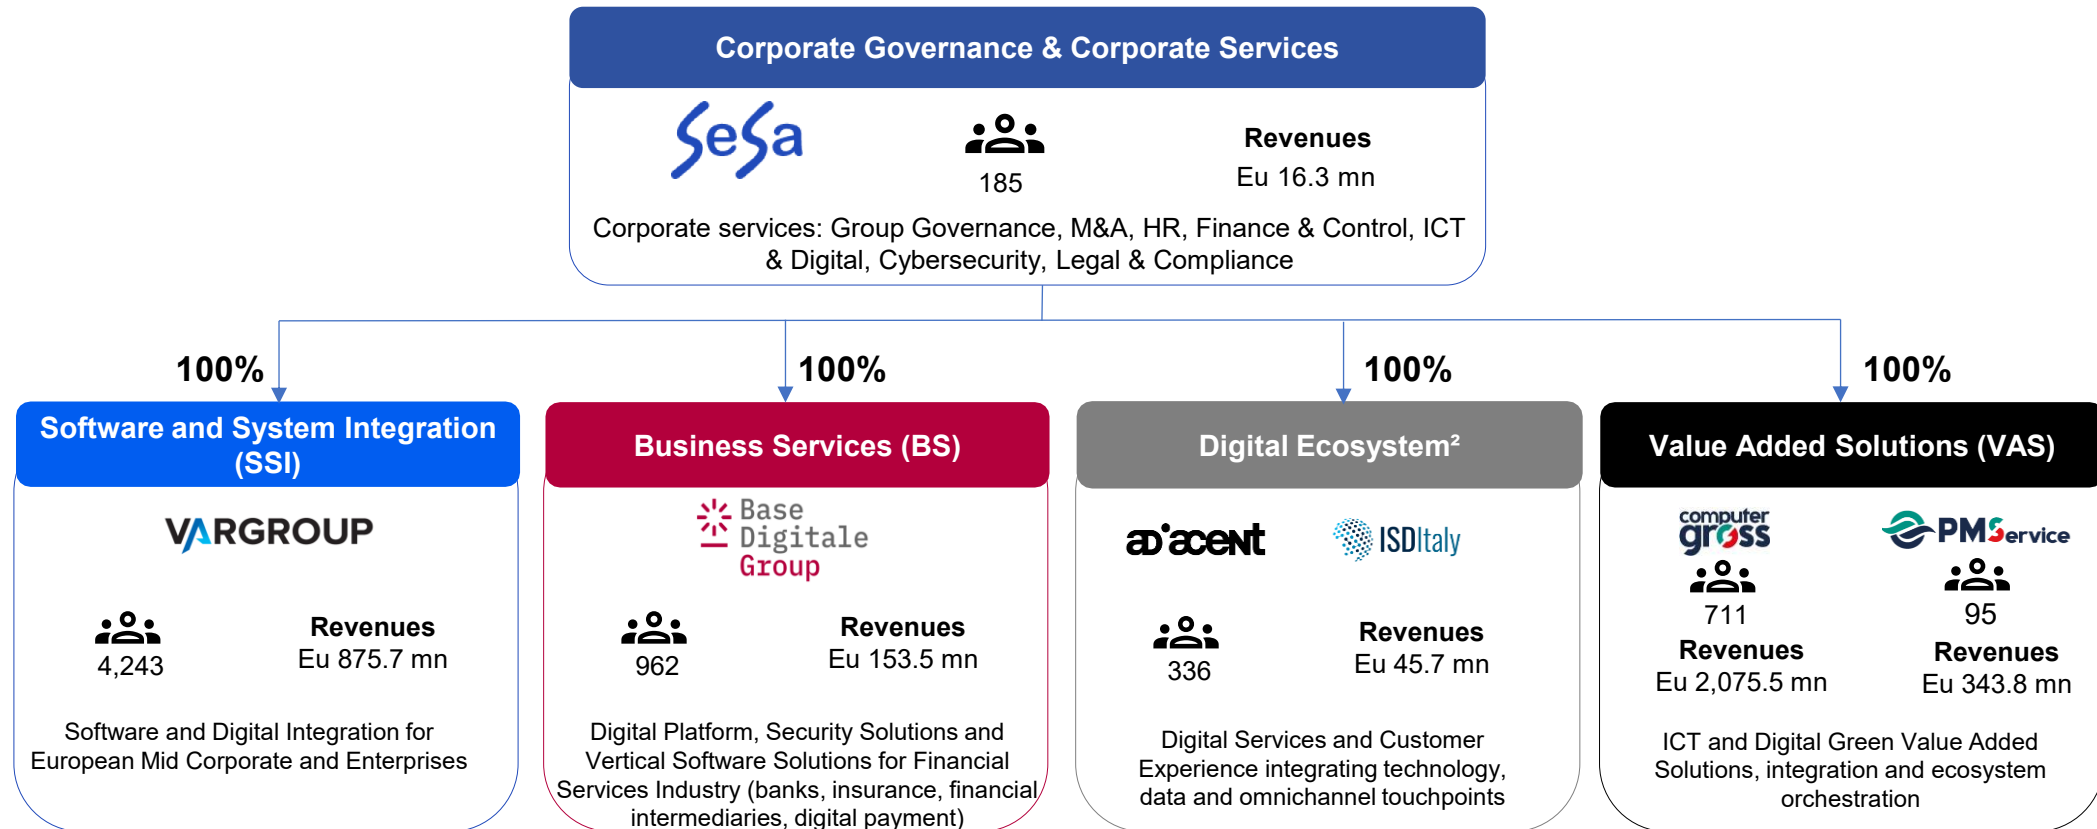 Corporate Governance & Corporate Services
SeSa
185
Revenues
Eu 16.3 mn
Corporate services: Group Governance, M&A, HR, Finance & Control, ICT
& Digital, Cybersecurity, Legal & Compliance
100%
100%
100%
100%
Software and System Integration
(SSI)
VARGROUP
4,243
Revenues
Eu 875.7 mn
Software and Digital Integration for
European Mid Corporate and Enterprises
Business Services (BS)
Base
Digitale
Group
962
Revenues
Eu 153.5 mn
Digital Platform, Security Solutions and
Vertical Software Solutions for Financial
Services Industry (banks, insurance, financial
intermediaries, digital payment)
Digital Ecosystem²
adiacent
ISDItaly
336
Revenues
Eu 45.7 mn
Digital Services and Customer
Experience integrating technology,
data and omnichannel touchpoints
Value Added Solutions (VAS)
computer
gross
711
Revenues
Eu 2,075.5 mn
PMService
95
Revenues
Eu 343.8 mn
ICT and Digital Green Value Added
Solutions, integration and ecosystem
orchestration